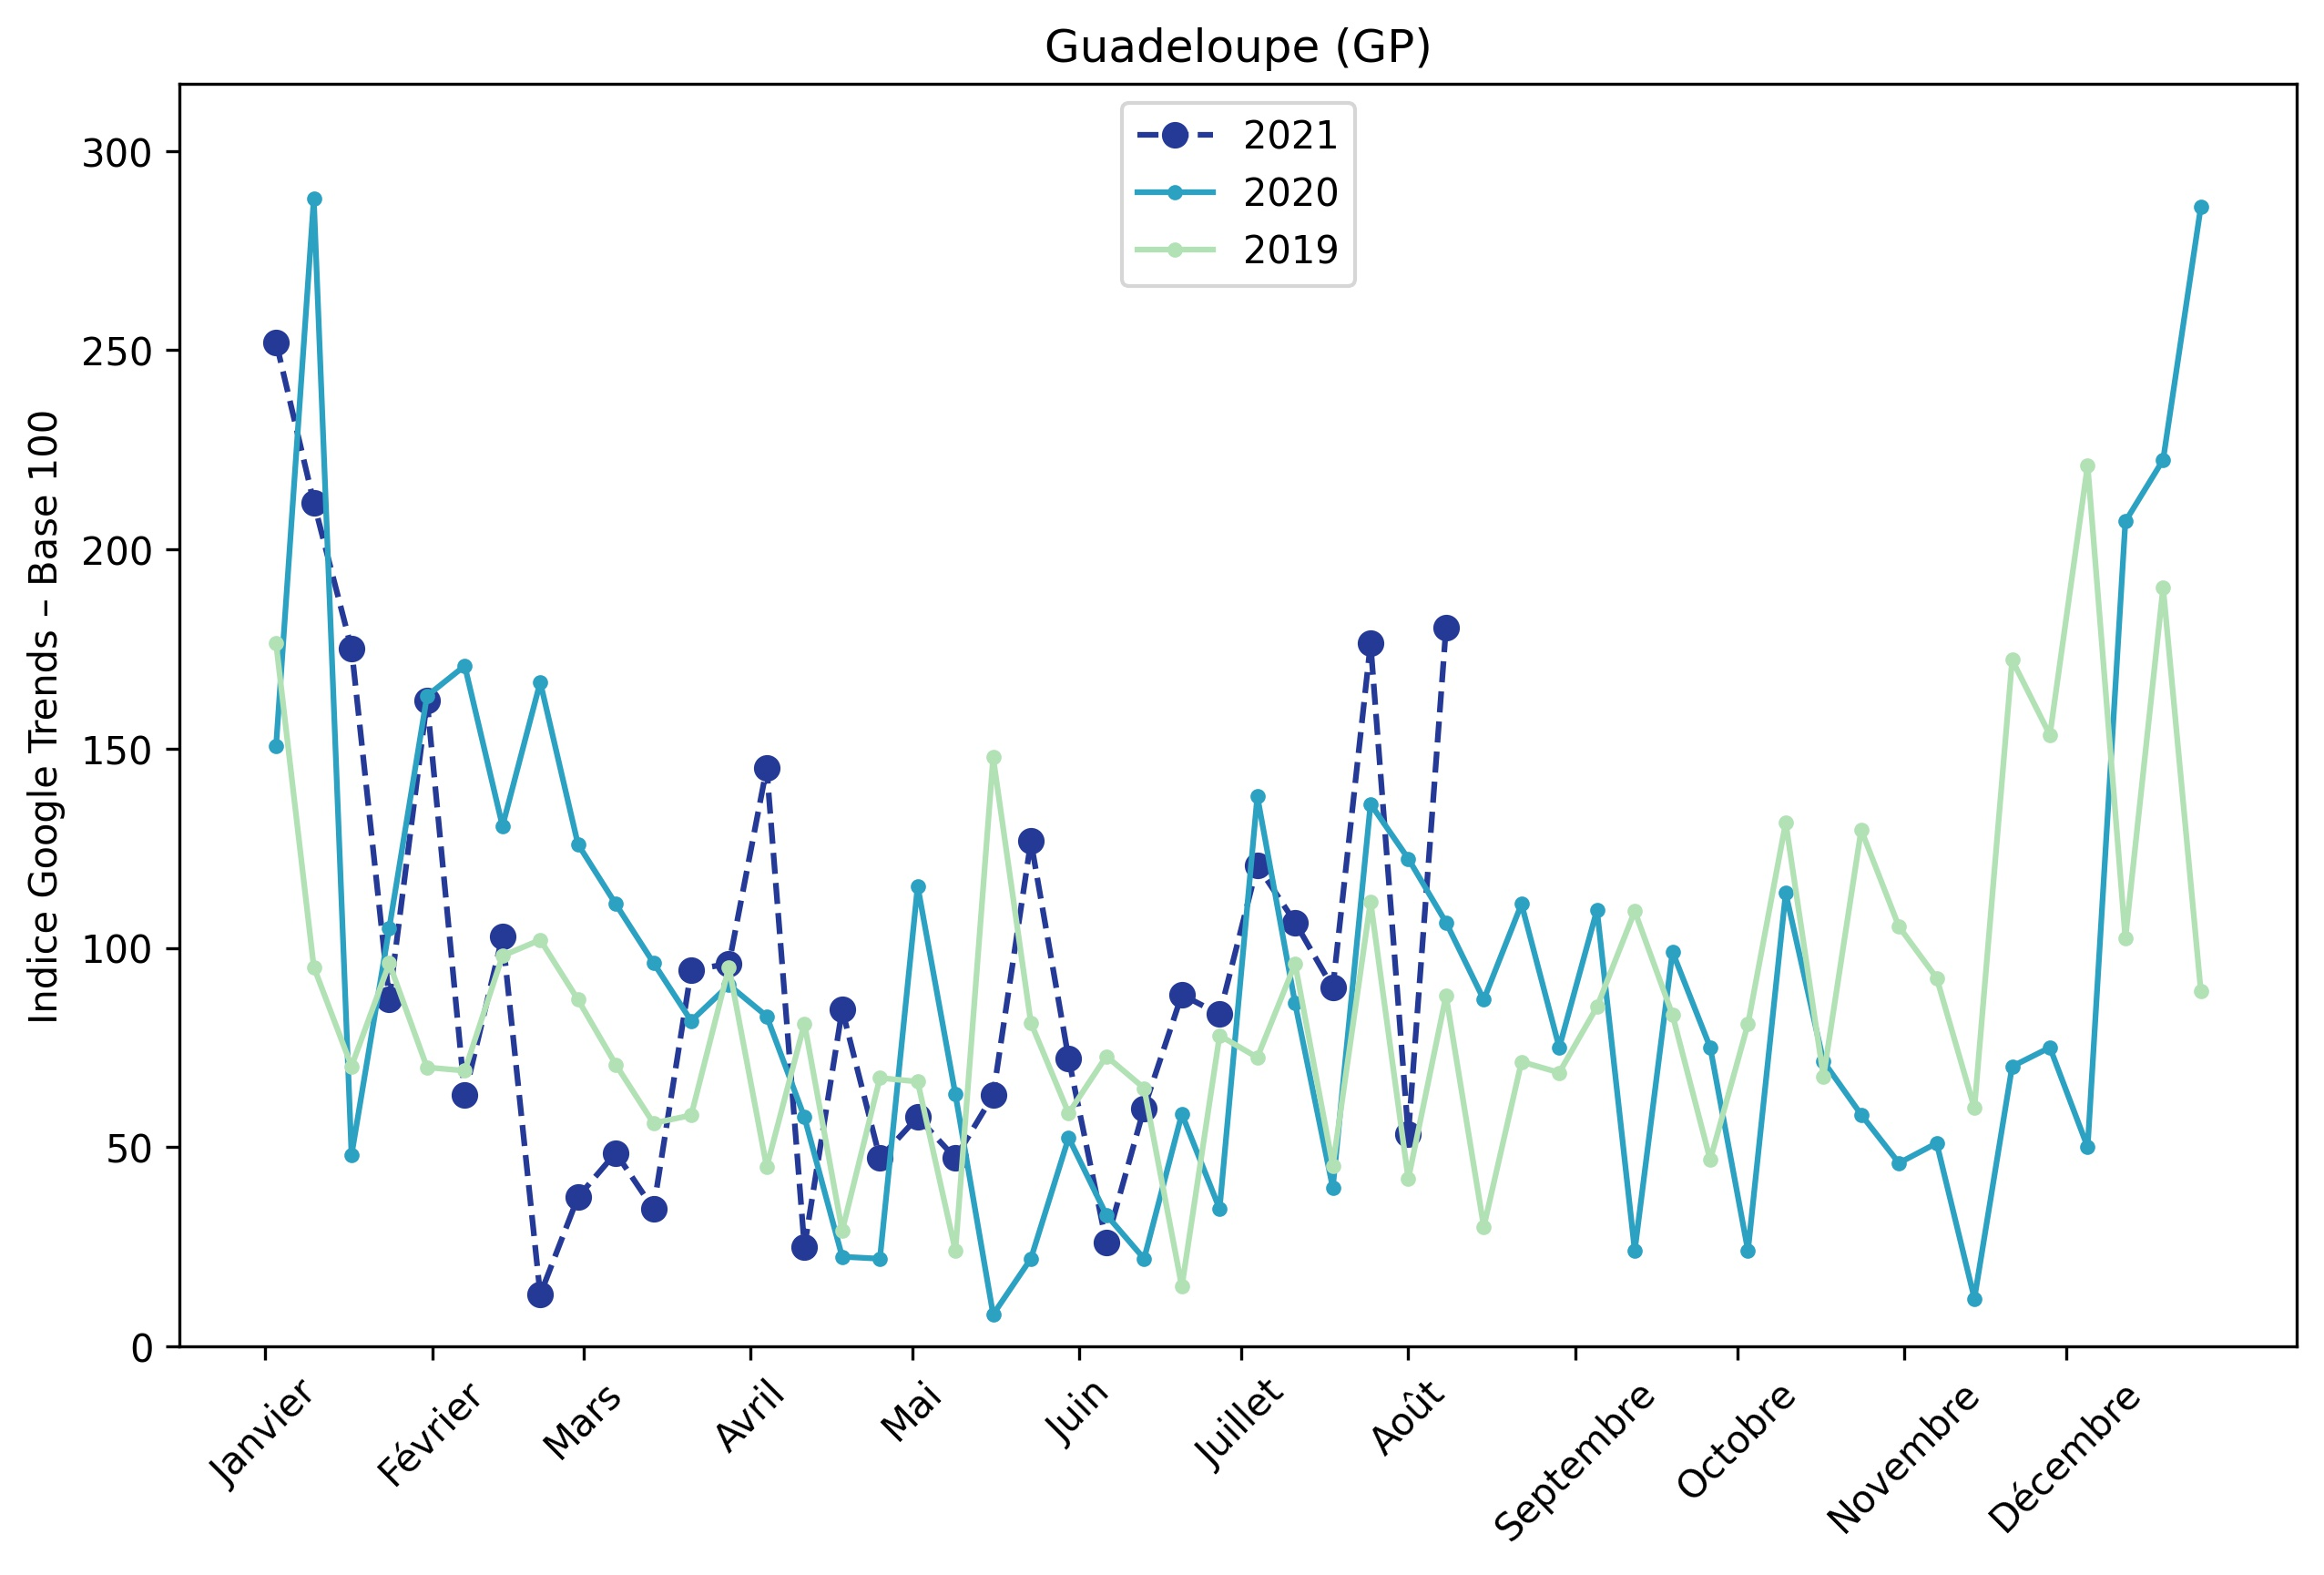 Guadeloupe (GP)
2021
2020
2019
Indice Google Trends – Base 100
300
250
200
150
100
50
0
Janvier
Février
Mars
Avril
Mai
Juin
Juillet
Août
Septembre
Octobre
Novembre
Décembre